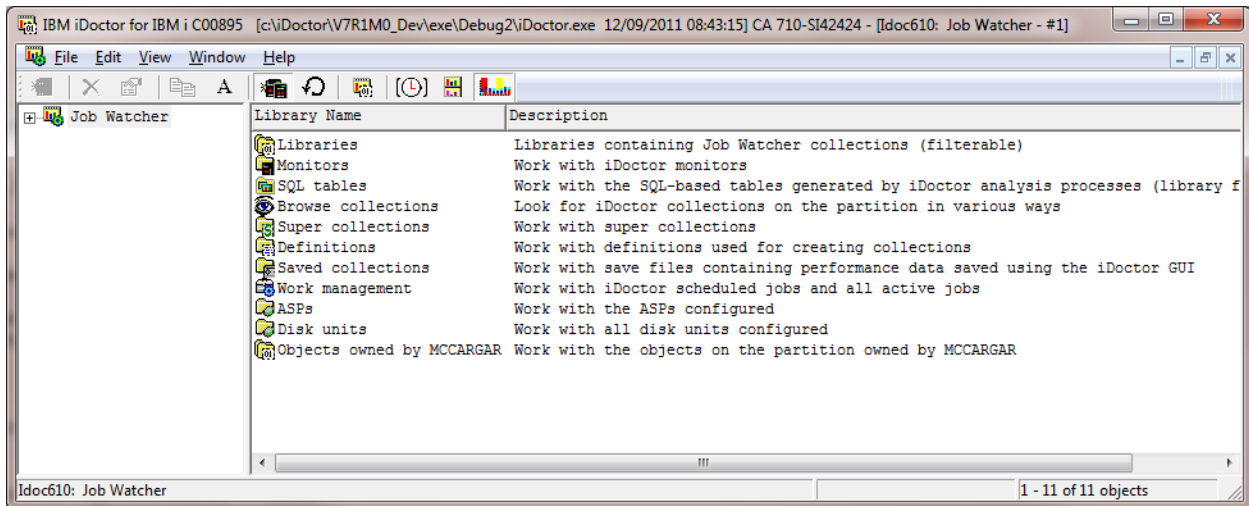 IBM iDoctor for IBM i C00895 [c:\iDoctor\V7R1M0_Dev\exe\Debug2\iDoctor.exe 12/09/2011 08:43:15] CA 710-SI42424 - [Idoc610: Job Watcher - #1]
File Edit View Window Help
A
Job Watcher
Library Name Description
Libraries Libraries containing Job Watcher collections (filterable)
Monitors Work with iDoctor monitors
SQL tables Work with the SQL-based tables generated by iDoctor analysis processes (library f
Browse collections Look for iDoctor collections on the partition in various ways
Super collections Work with super collections
Definitions Work with definitions used for creating collections
Saved collections Work with save files containing performance data saved using the iDoctor GUI
Work management Work with iDoctor scheduled jobs and all active jobs
ASPs Work with the ASPs configured
Disk units Work with all disk units configured
Objects owned by MCCARGAR Work with the objects on the partition owned by MCCARGAR
Idoc610: Job Watcher 1 - 11 of 11 objects